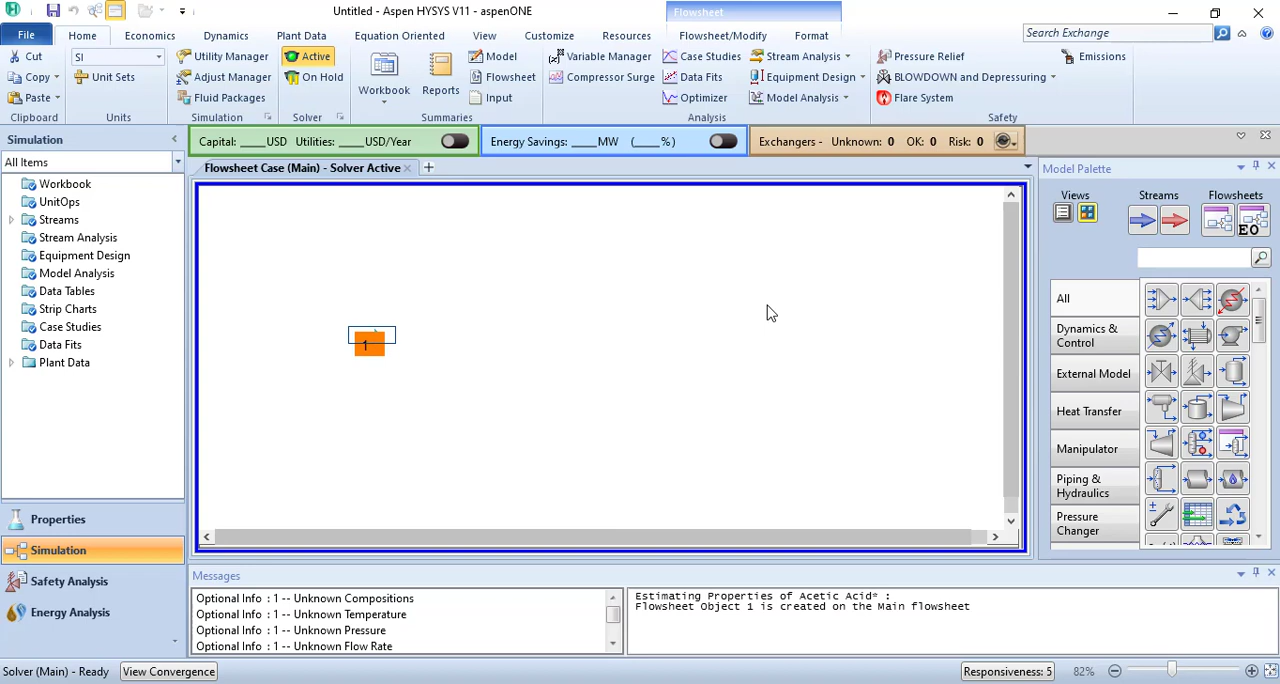 Untitled - Aspen HYSYS V11 - aspenONE
Flowsheet
File Home Economics Dynamics Plant Data Equation Oriented View Customize Resources Flowsheet/Modify Format
Search Exchange
Cut
Copy
Paste
Clipboard
SI
Unit Sets
Units
Utility Manager
Adjust Manager
Fluid Packages
Simulation
Active
On Hold
Solver
Workbook
Reports
Model
Flowsheet
Input
Summaries
Variable Manager
Compressor Surge
Case Studies
Data Fits
Optimizer
Stream Analysis
Equipment Design
Model Analysis
Analysis
Pressure Relief
BLOWDOWN and Depressuring
Flare System
Emissions
Safety
Simulation
All Items
Workbook
UnitOps
Streams
Stream Analysis
Equipment Design
Model Analysis
Data Tables
Strip Charts
Case Studies
Data Fits
Plant Data
Properties
Simulation
Safety Analysis
Energy Analysis
Capital: ____USD Utilities: ____USD/Year
Energy Savings: ____MW (____%)
Exchangers - Unknown: 0 OK: 0 Risk: 0
Flowsheet Case (Main) - Solver Active
1
Model Palette
Views Streams Flowsheets
EO
All
Dynamics & Control
External Model
Heat Transfer
Manipulator
Piping & Hydraulics
Pressure Changer
Messages
Optional Info : 1 -- Unknown Compositions
Optional Info : 1 -- Unknown Temperature
Optional Info : 1 -- Unknown Pressure
Optional Info : 1 -- Unknown Flow Rate
Estimating Properties of Acetic Acid* :
Flowsheet Object 1 is created on the Main flowsheet
Solver (Main) - Ready
View Convergence
Responsiveness: 5
82%